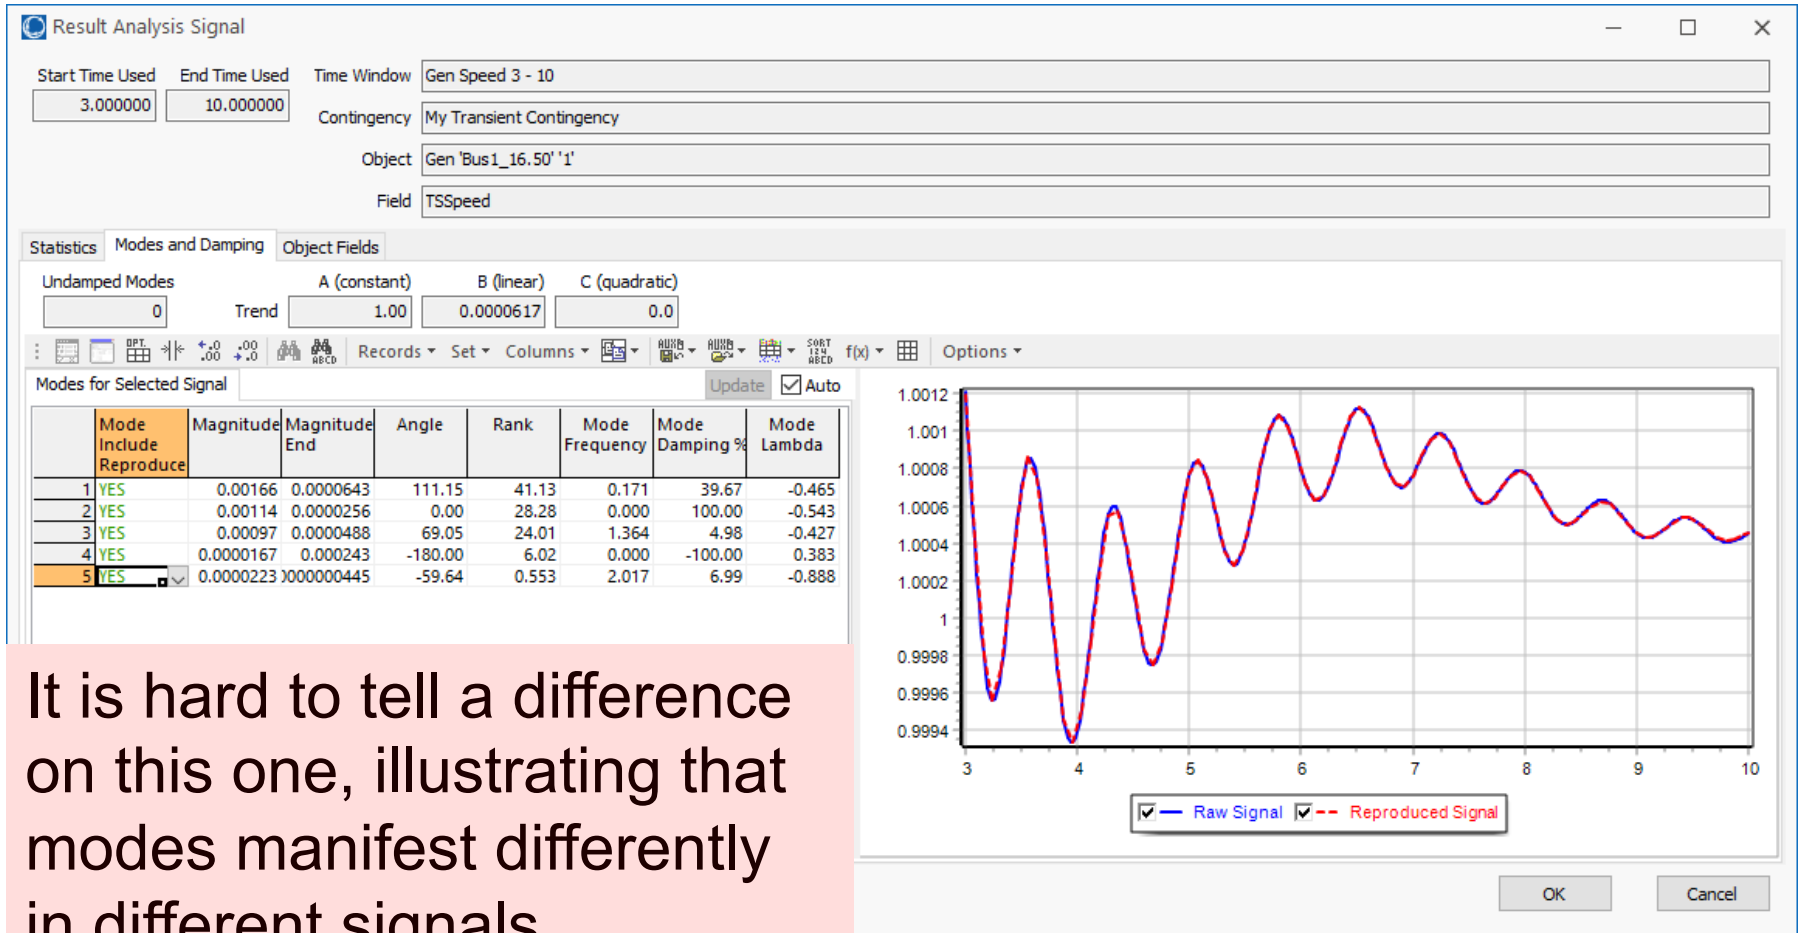 Result Analysis Signal
Start Time Used End Time Used Time Window Gen Speed 3 - 10
3.000000 10.000000
Contingency My Transient Contingency
Object Gen 'Bus1_16.50' '1'
Field TSSpeed
Statistics Modes and Damping Object Fields
Undamped Modes A (constant) B (linear) C (quadratic)
0 Trend 1.00 0.0000617 0.0
Records Set Columns f(x) Options
Modes for Selected Signal Update Auto
Mode Include Reproduce Magnitude Magnitude End Angle Rank Mode Frequency Mode Damping % Mode Lambda
1 YES 0.00166 0.0000643 111.15 41.13 0.171 39.67 -0.465
2 YES 0.00114 0.0000256 0.00 28.28 0.000 100.00 -0.543
3 YES 0.00097 0.0000488 69.05 24.01 1.364 4.98 -0.427
4 YES 0.0000167 0.000243 -180.00 6.02 0.000 -100.00 0.383
5 YES 0.0000223 0000000445 -59.64 0.553 2.017 6.99 -0.888
1.0012
1.001
1.0008
1.0006
1.0004
1.0002
1
0.9998
0.9996
0.9994
3 4 5 6 7 8 9 10
Raw Signal Reproduced Signal
It is hard to tell a difference
on this one, illustrating that
modes manifest differently
in different signals
OK Cancel